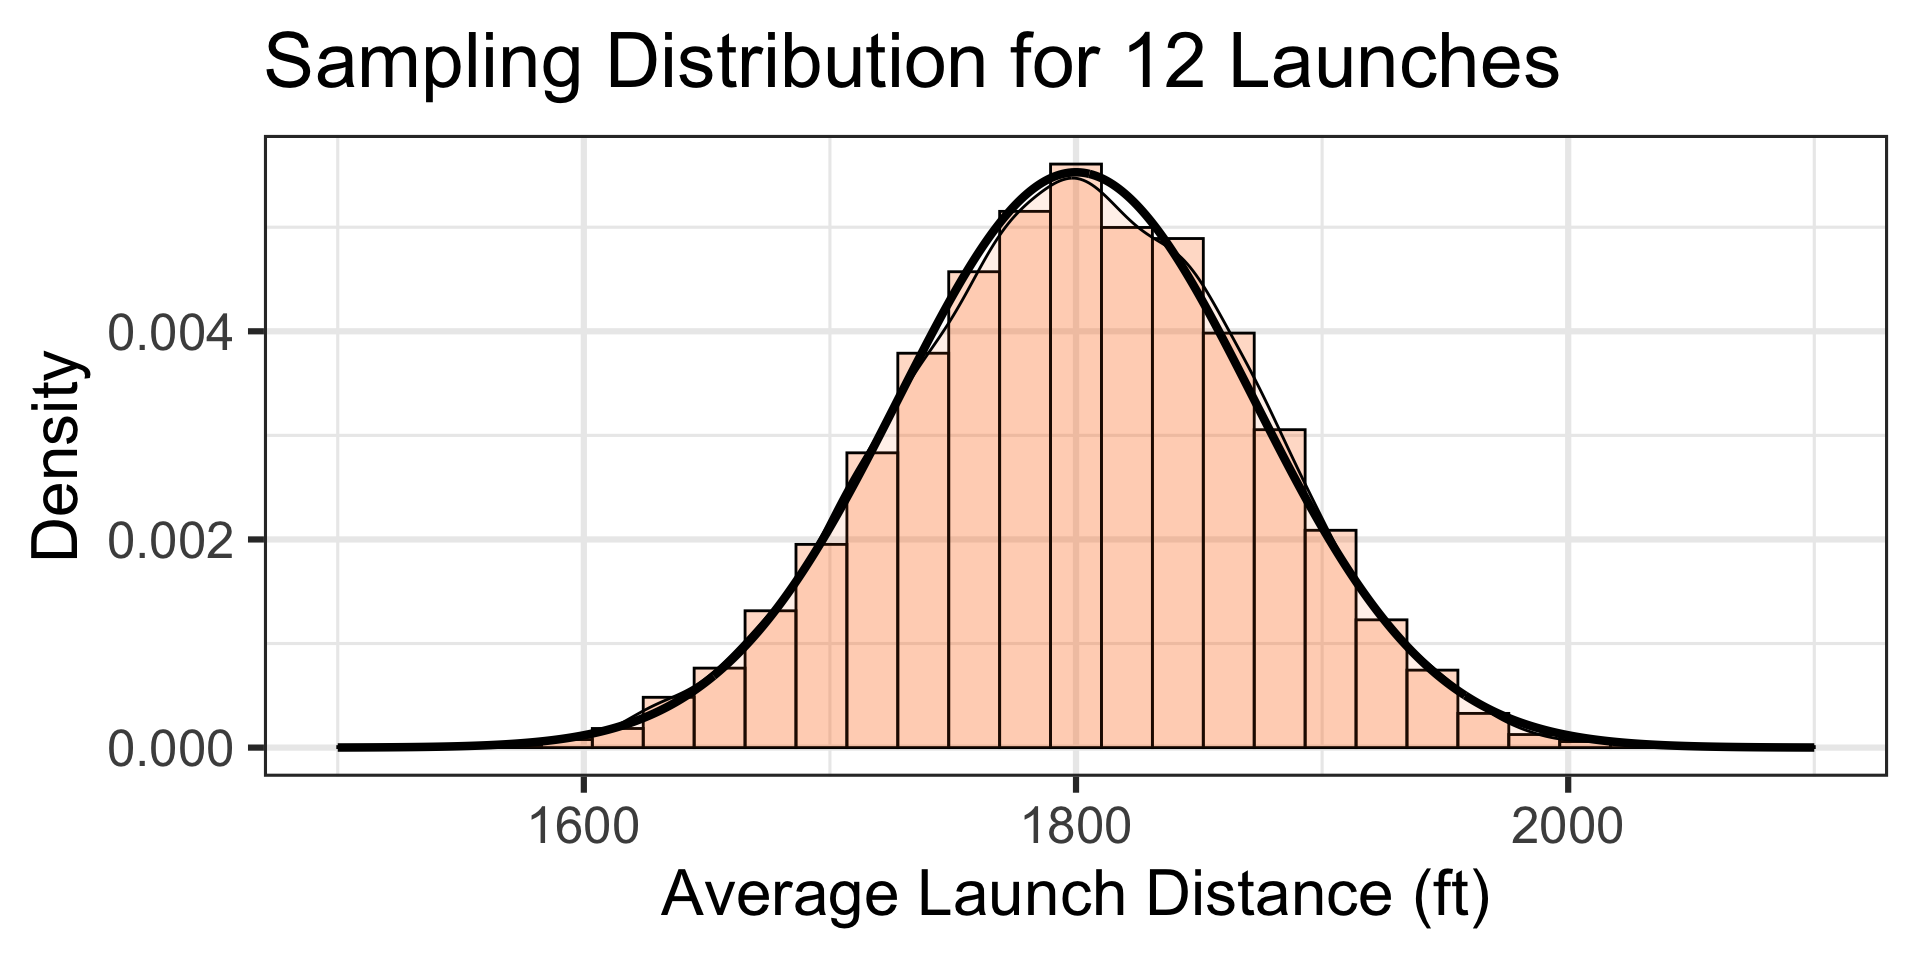 Sampling Distribution for 12 Launches
Density
0.004
0.002
0.000
1600 1800 2000
Average Launch Distance (ft)